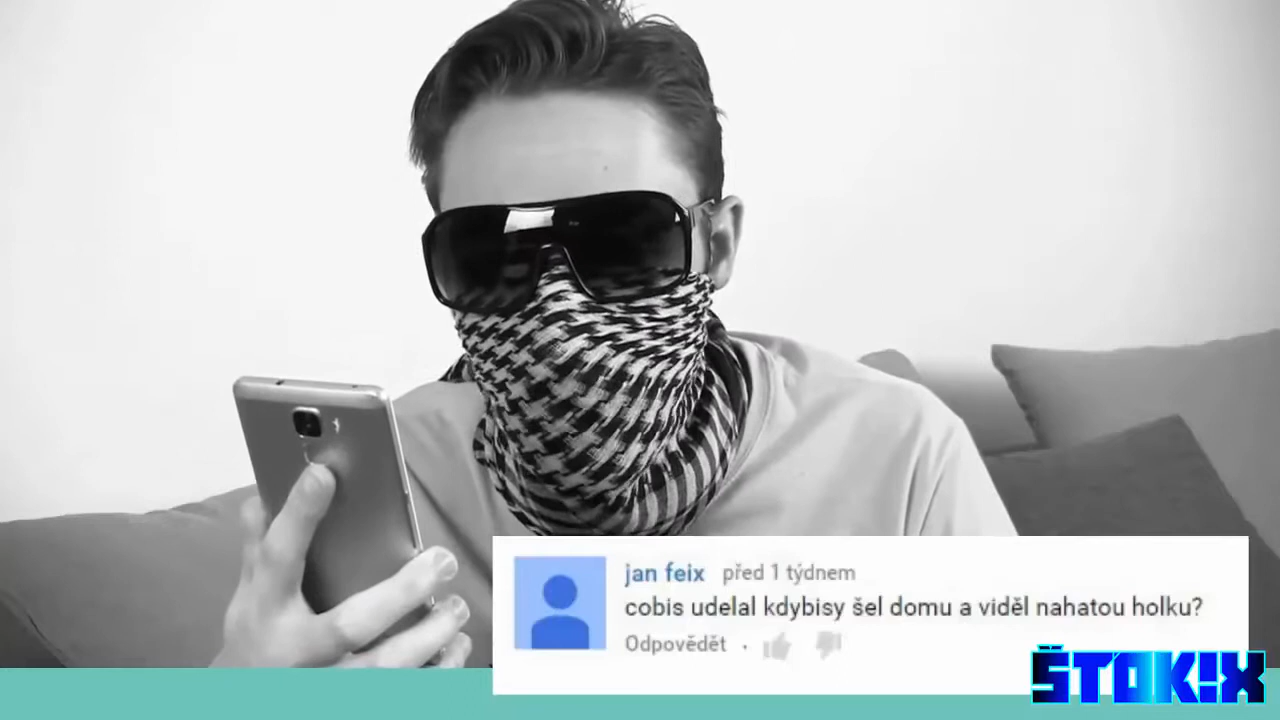 jan feix před 1 týdnem
cobis udelal kdybisy šel domu a viděl nahatou holku?
Odpovědět ·
ŠTOK!X